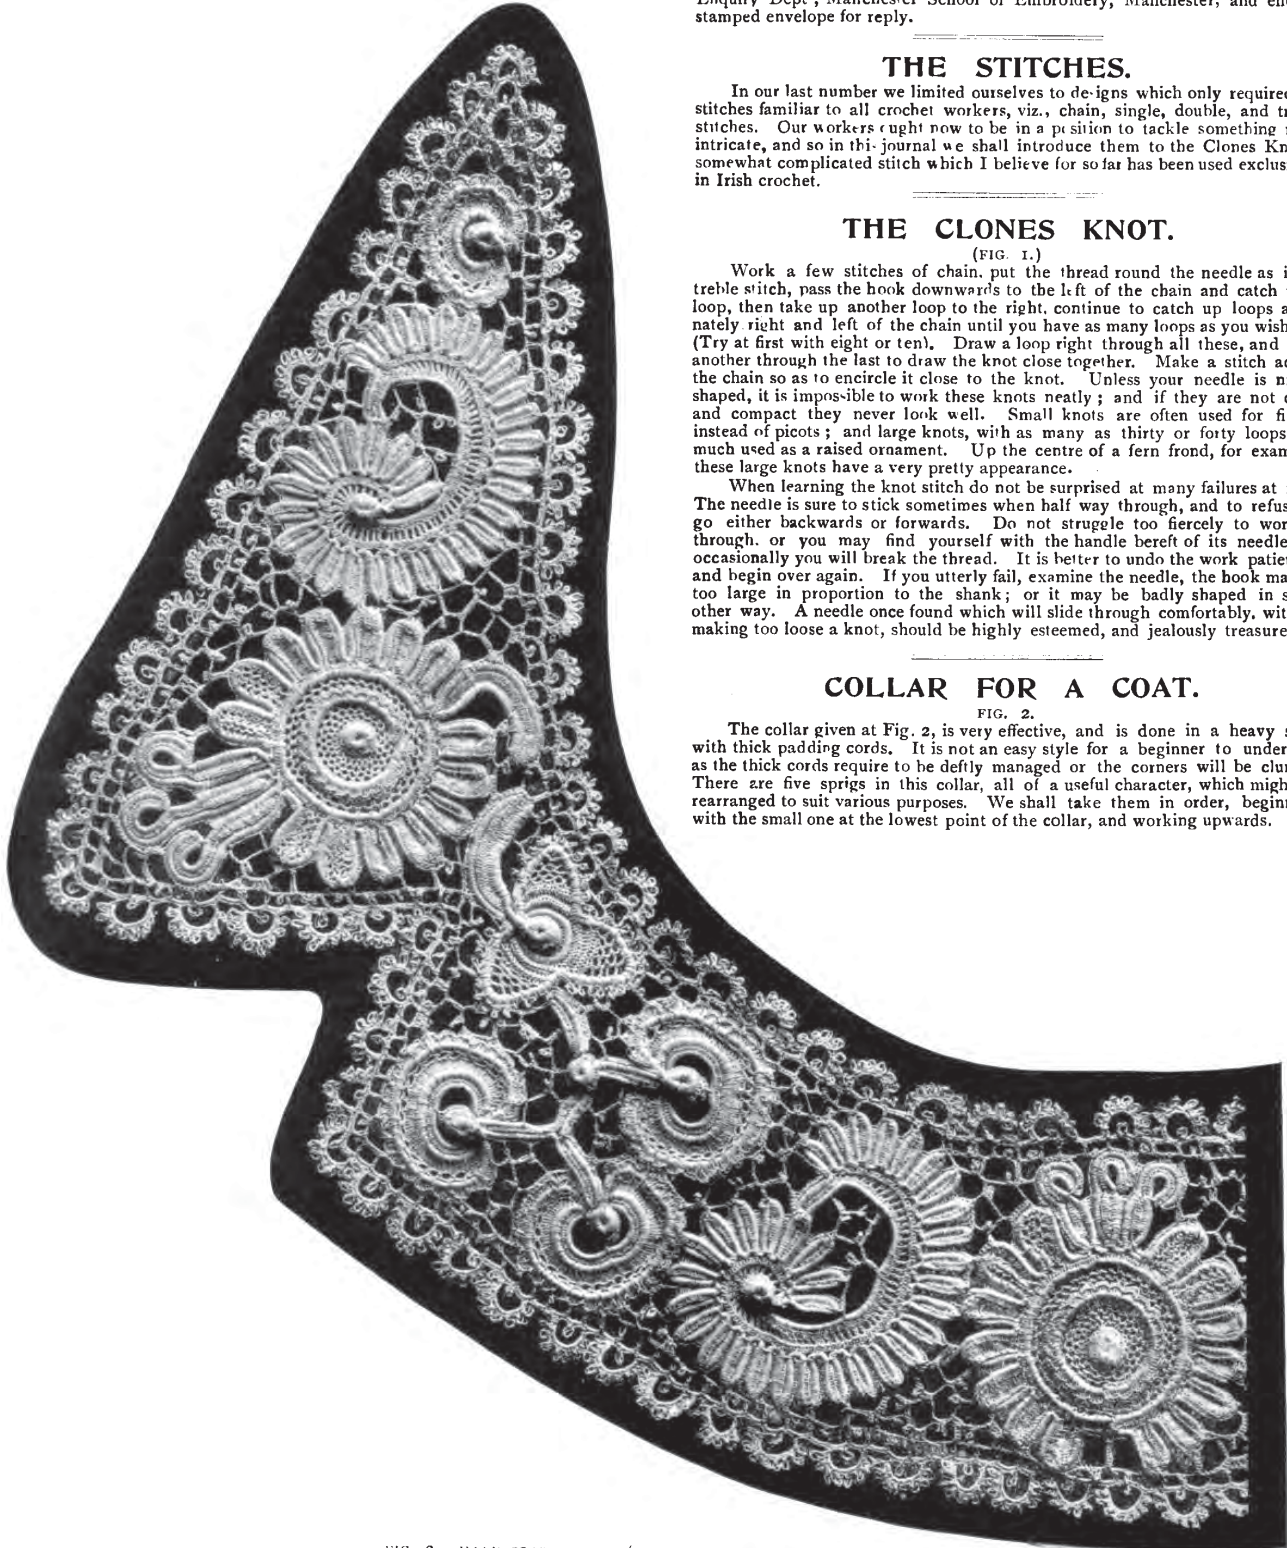 stamped envelope for reply.
THE STITCHES.
In our last number we limited ourselves to designs which only required
stitches familiar to all crochet workers, viz., chain, single, double, and
stitches. Our workers ought now to be in a position to tackle something
intricate, and so in this journal we shall introduce them to the Clones
somewhat complicated stitch which I believe for so far has been used
in Irish crochet.
THE CLONES KNOT.
(FIG. 1.)
Work a few stitches of chain, put the thread round the needle as
treble stitch, pass the hook downwards to the left of the chain and catch
loop, then take up another loop to the right, continue to catch up loops
nately right and left of the chain until you have as many loops as you wish
(Try at first with eight or ten). Draw a loop right through all these, and
another through the last to draw the knot close together. Make a stitch
the chain so as to encircle it close to the knot. Unless your needle is
shaped, it is impossible to work these knots neatly; and if they are not
and compact they never look well. Small knots are often used for
instead of picots; and large knots, with as many as thirty or forty loops
much used as a raised ornament. Up the centre of a fern frond, for
these large knots have a very pretty appearance.
When learning the knot stitch do not be surprised at many failures at
The needle is sure to stick sometimes when half way through, and to
go either backwards or forwards. Do not struggle too fiercely to
through, or you may find yourself with the handle bereft of its needle
occasionally you will break the thread. It is better to undo the work
and begin over again. If you utterly fail, examine the needle, the hook
too large in proportion to the shank; or it may be badly shaped in
other way. A needle once found which will slide through comfortably,
making too loose a knot, should be highly esteemed, and jealously
COLLAR FOR A COAT.
FIG. 2.
The collar given at Fig. 2, is very effective, and is done in a heavy
with thick padding cords. It is not an easy style for a beginner to
as the thick cords require to be deftly managed or the corners will be
There are five sprigs in this collar, all of a useful character, which
rearranged to suit various purposes. We shall take them in order,
with the small one at the lowest point of the collar, and working upwards.